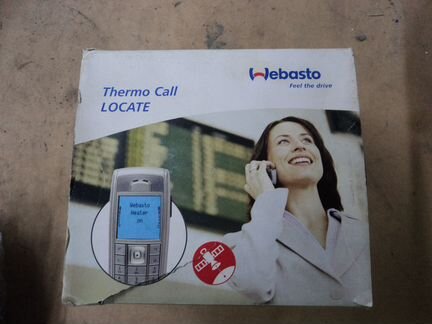 Thermo Call
LOCATE
Webasto
Feel the drive
Webasto
Heater
on